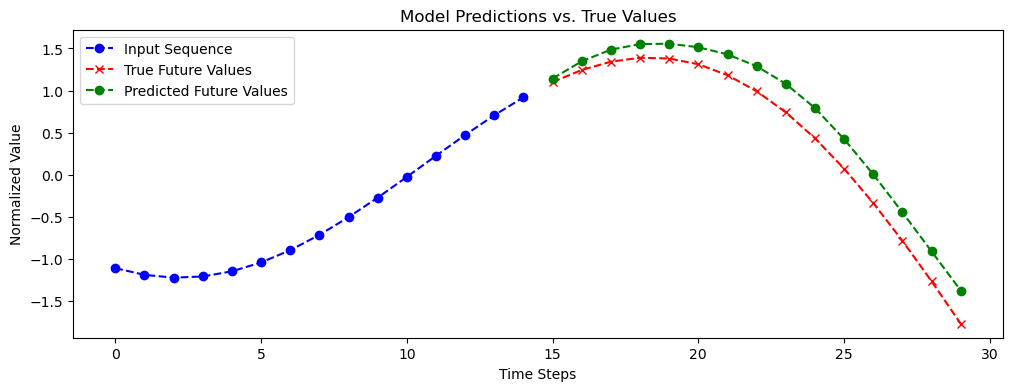 Model Predictions vs. True Values
Input Sequence
True Future Values
Predicted Future Values
Normalized Value
1.5
1.0
0.5
0.0
−0.5
−1.0
−1.5
0 5 10 15 20 25 30
Time Steps